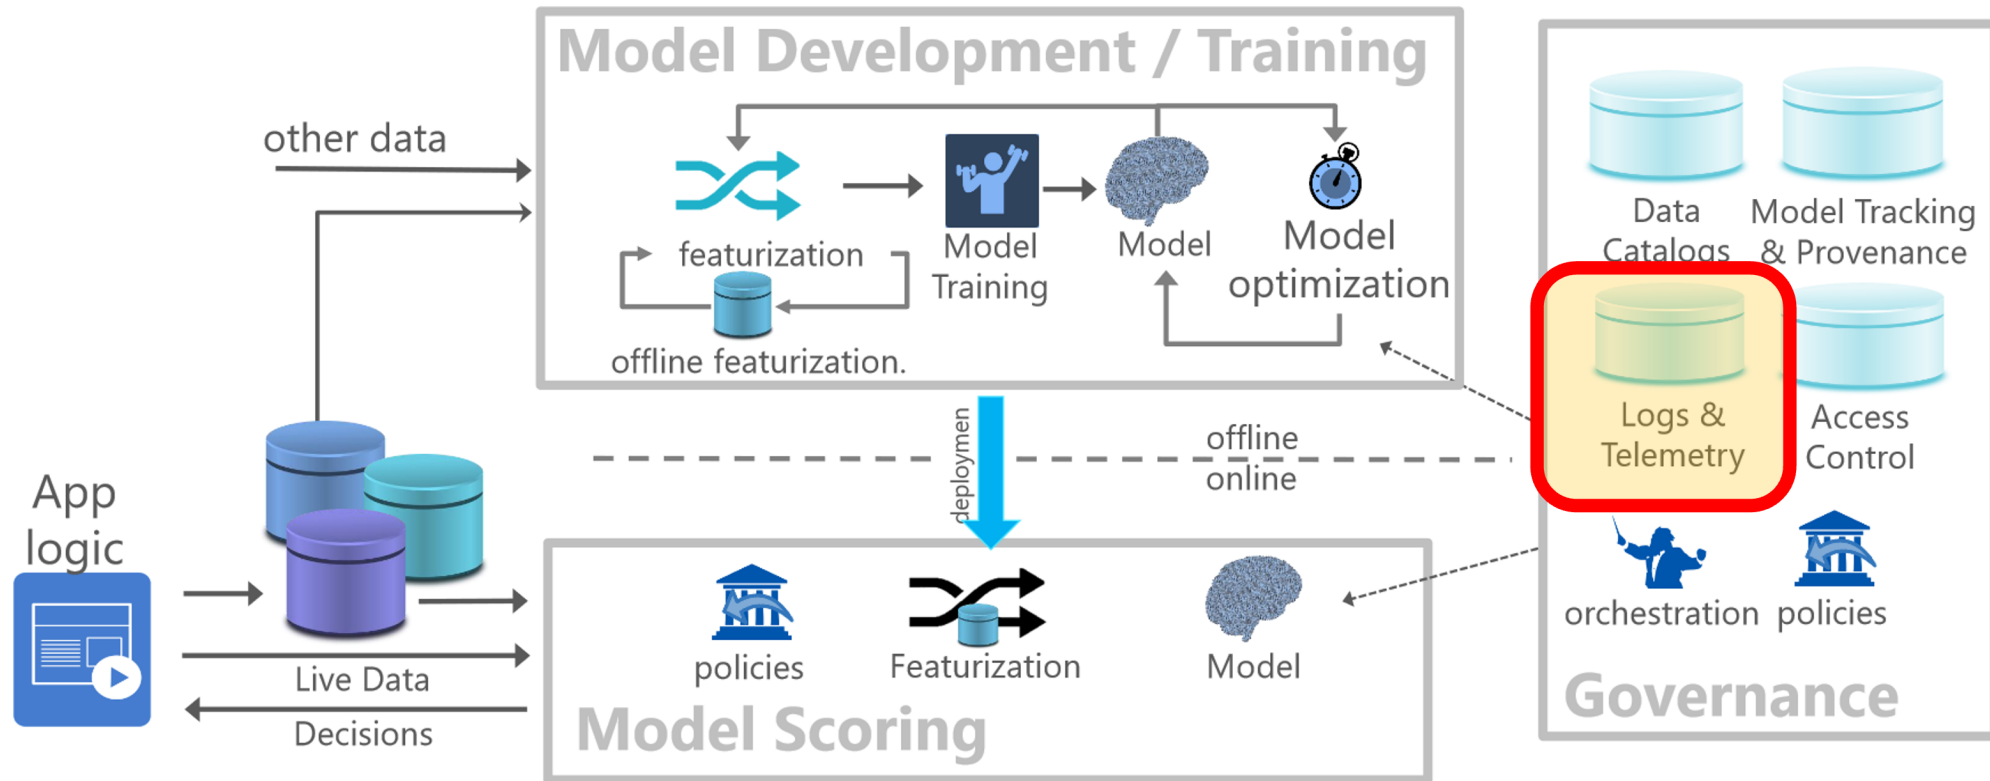 Model Development / Training
other data
featurization
Model
Training
Model
Model
optimization
offline featurization.
deploymen
offline
online
App
logic
Live Data
Decisions
policies
Featurization
Model
Model Scoring
Data
Catalogs
Model Tracking
& Provenance
Logs &
Telemetry
Access
Control
orchestration
policies
Governance